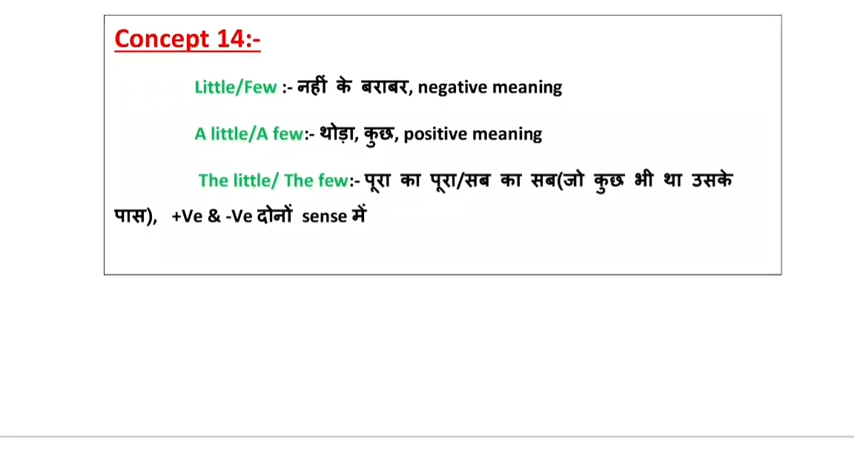 Concept 14:-
Little/Few :- नहीं के बराबर, negative meaning
A little/A few:- थोड़ा, कुछ, positive meaning
The little/ The few:- पूरा का पूरा/सब का सब(जो कुछ भी था उसके
पास), +Ve & -Ve दोनों sense में